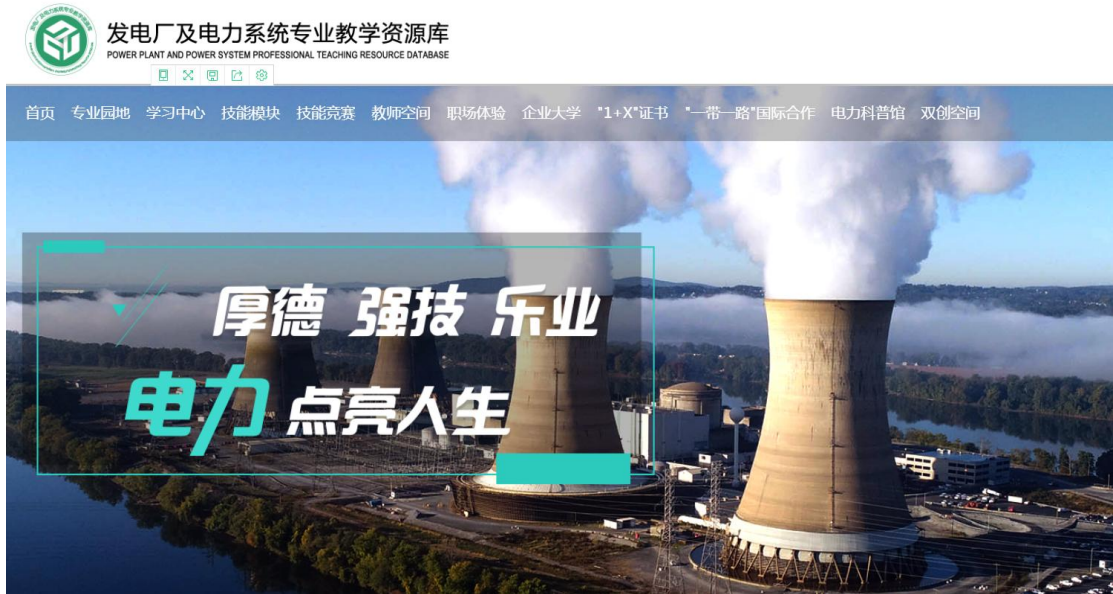 发电厂及电力系统专业教学资源库
POWER PLANT AND POWER SYSTEM PROFESSIONAL TEACHING RESOURCE DATABASE
首页 专业园地 学习中心 技能模块 技能竞赛 教师空间 职场体验 企业大学 "1+X"证书 "一带一路"国际合作 电力科普馆 双创空间
厚德 强技 乐业
电力 点亮人生